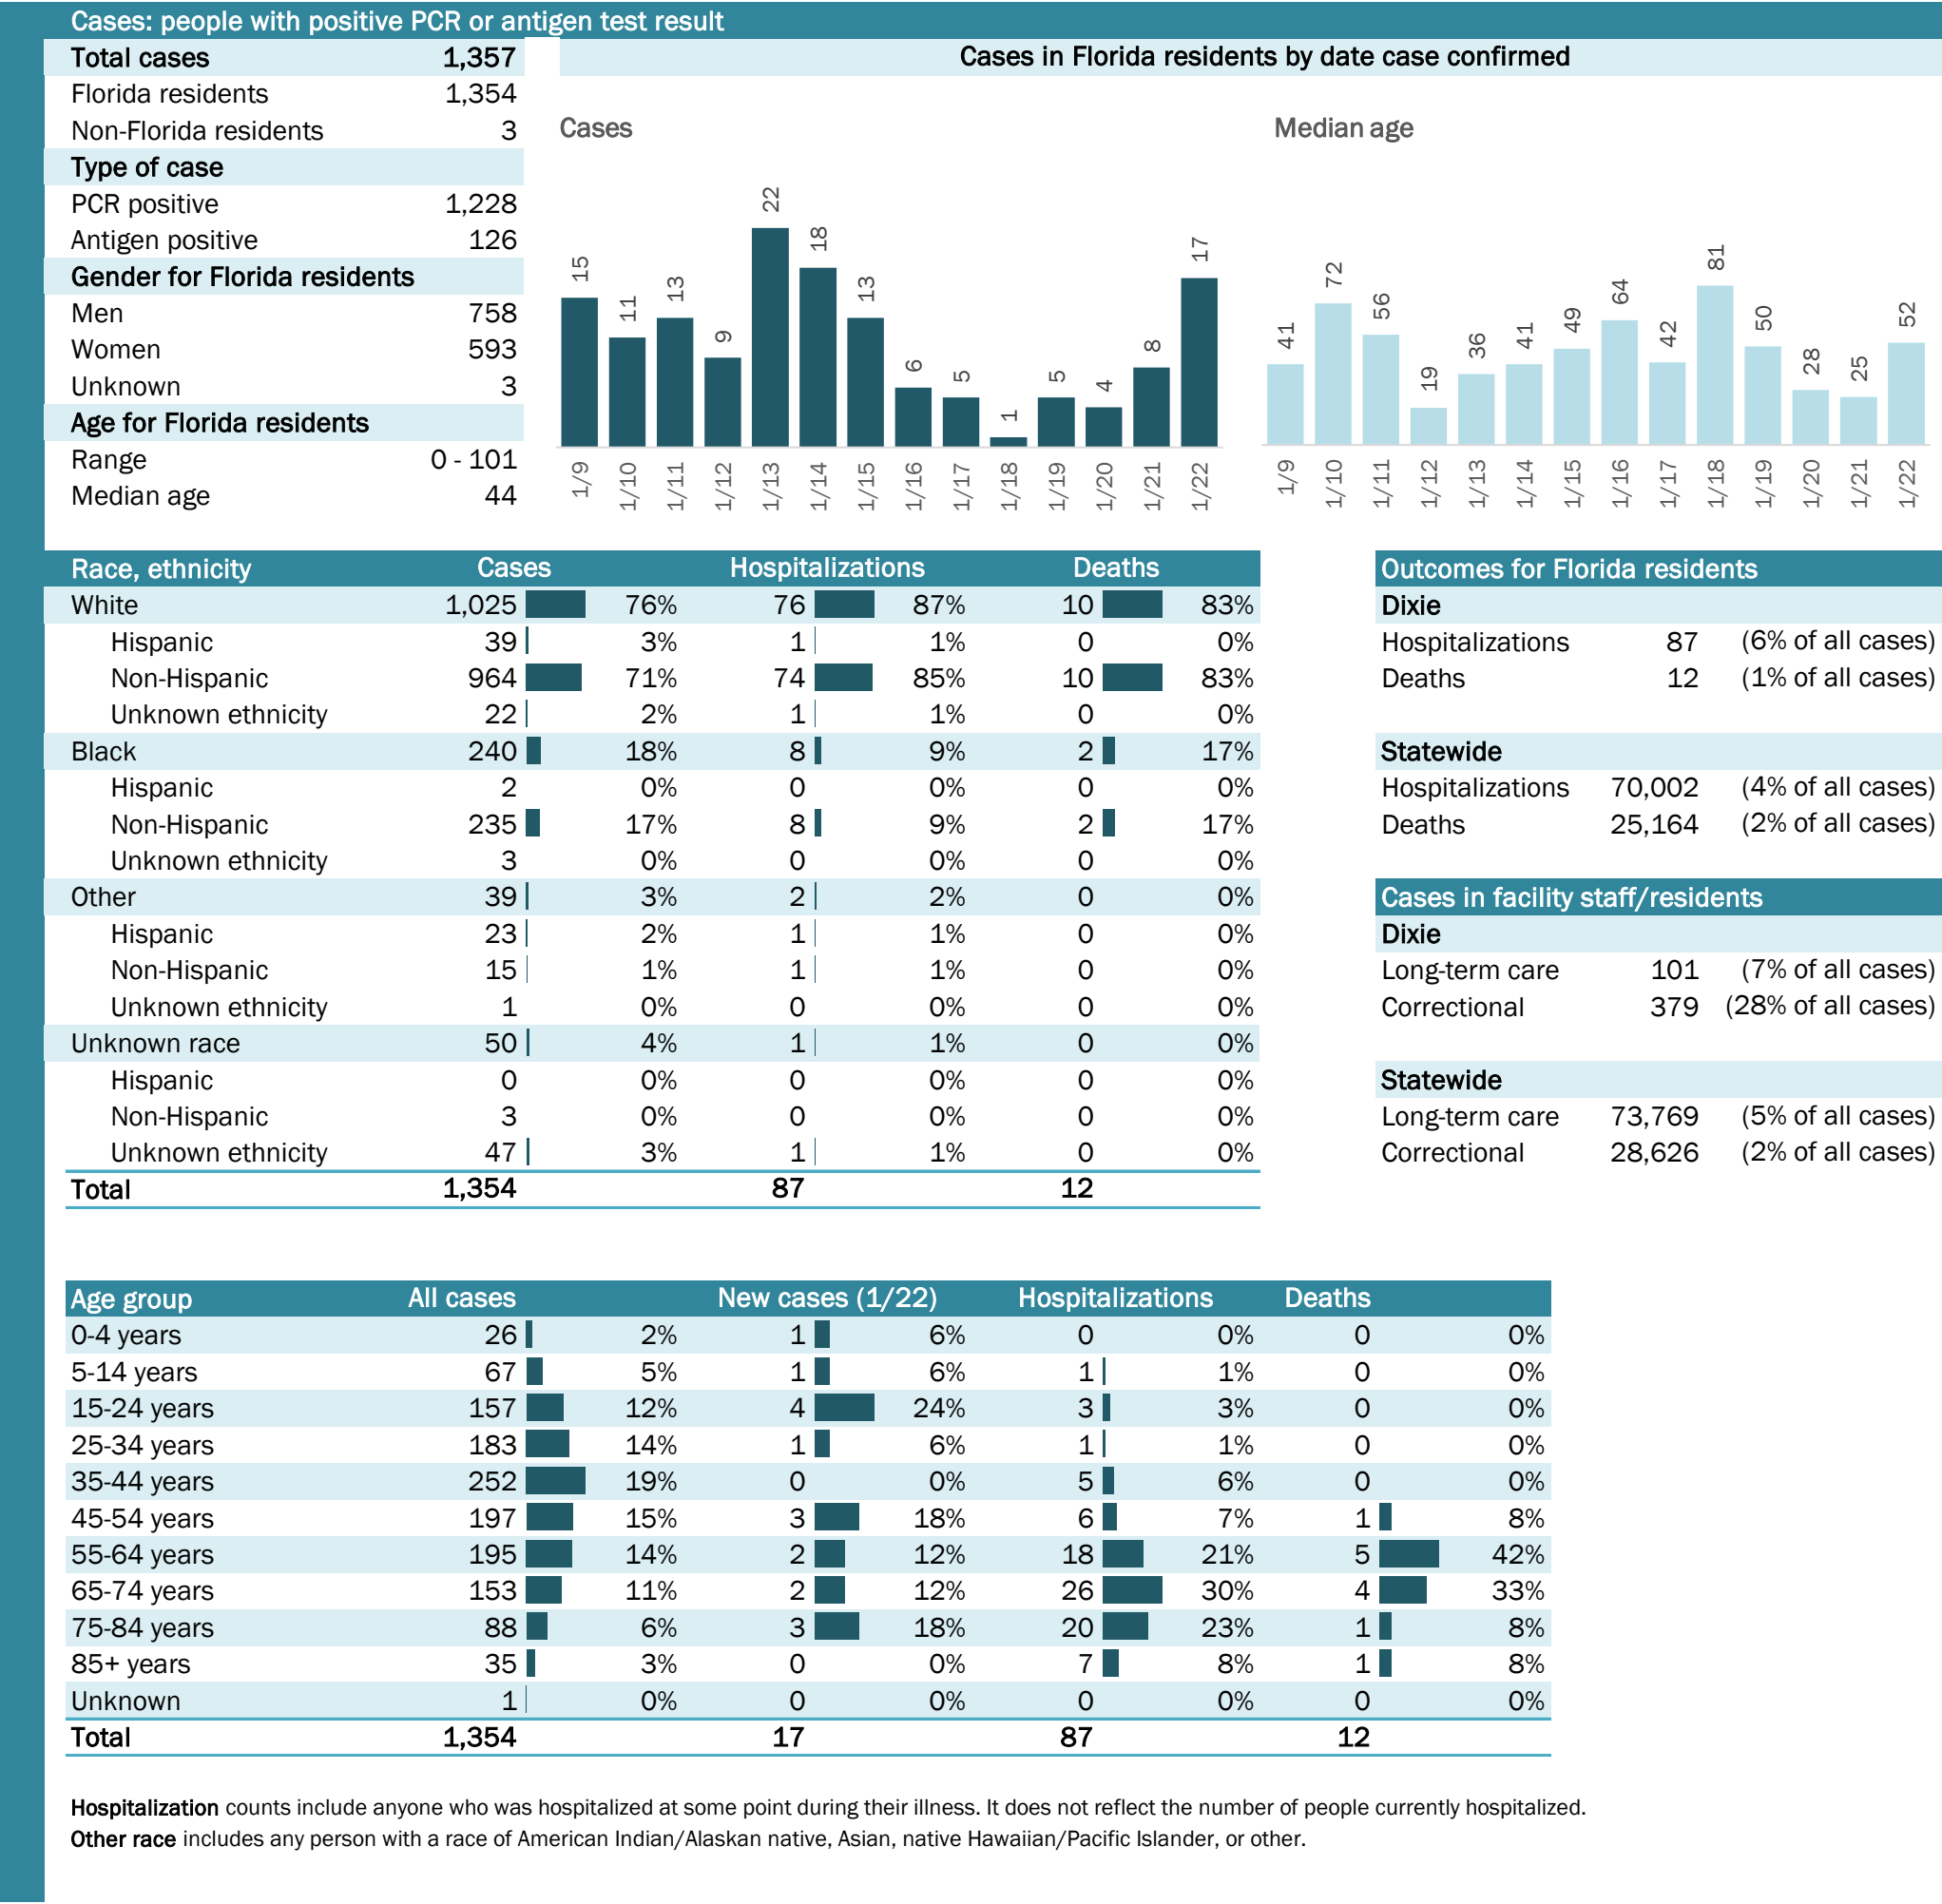 Cases: people with positive PCR or antigen test result
Total cases 1,357
Florida residents 1,354
Non-Florida residents 3
Type of case
PCR positive 1,228
Antigen positive 126
Gender for Florida residents
Men 758
Women 593
Unknown 3
Age for Florida residents
Range 0 - 101
Median age 44
Cases in Florida residents by date case confirmed
Cases
15 11 13 9 22 18 13 6 5 1 5 4 8 17
1/9 1/10 1/11 1/12 1/13 1/14 1/15 1/16 1/17 1/18 1/19 1/20 1/21 1/22
Median age
41 72 56 19 36 41 49 64 42 81 50 28 25 52
1/9 1/10 1/11 1/12 1/13 1/14 1/15 1/16 1/17 1/18 1/19 1/20 1/21 1/22
Race, ethnicity Cases Hospitalizations Deaths
White 1,025 76% 76 87% 10 83%
Hispanic 39 3% 1 1% 0 0%
Non-Hispanic 964 71% 74 85% 10 83%
Unknown ethnicity 22 2% 1 1% 0 0%
Black 240 18% 8 9% 2 17%
Hispanic 2 0% 0 0% 0 0%
Non-Hispanic 235 17% 8 9% 2 17%
Unknown ethnicity 3 0% 0 0% 0 0%
Other 39 3% 2 2% 0 0%
Hispanic 23 2% 1 1% 0 0%
Non-Hispanic 15 1% 1 1% 0 0%
Unknown ethnicity 1 0% 0 0% 0 0%
Unknown race 50 4% 1 1% 0 0%
Hispanic 0 0% 0 0% 0 0%
Non-Hispanic 3 0% 0 0% 0 0%
Unknown ethnicity 47 3% 1 1% 0 0%
Total 1,354 87 12
Outcomes for Florida residents
Dixie
Hospitalizations 87 (6% of all cases)
Deaths 12 (1% of all cases)
Statewide
Hospitalizations 70,002 (4% of all cases)
Deaths 25,164 (2% of all cases)
Cases in facility staff/residents
Dixie
Long-term care 101 (7% of all cases)
Correctional 379 (28% of all cases)
Statewide
Long-term care 73,769 (5% of all cases)
Correctional 28,626 (2% of all cases)
Age group All cases New cases (1/22) Hospitalizations Deaths
0-4 years 26 2% 1 6% 0 0% 0 0%
5-14 years 67 5% 1 6% 1 1% 0 0%
15-24 years 157 12% 4 24% 3 3% 0 0%
25-34 years 183 14% 1 6% 1 1% 0 0%
35-44 years 252 19% 0 0% 5 6% 0 0%
45-54 years 197 15% 3 18% 6 7% 1 8%
55-64 years 195 14% 2 12% 18 21% 5 42%
65-74 years 153 11% 2 12% 26 30% 4 33%
75-84 years 88 6% 3 18% 20 23% 1 8%
85+ years 35 3% 0 0% 7 8% 1 8%
Unknown 1 0% 0 0% 0 0% 0 0%
Total 1,354 17 87 12
Hospitalization counts include anyone who was hospitalized at some point during their illness. It does not reflect the number of people currently hospitalized.
Other race includes any person with a race of American Indian/Alaskan native, Asian, native Hawaiian/Pacific Islander, or other.